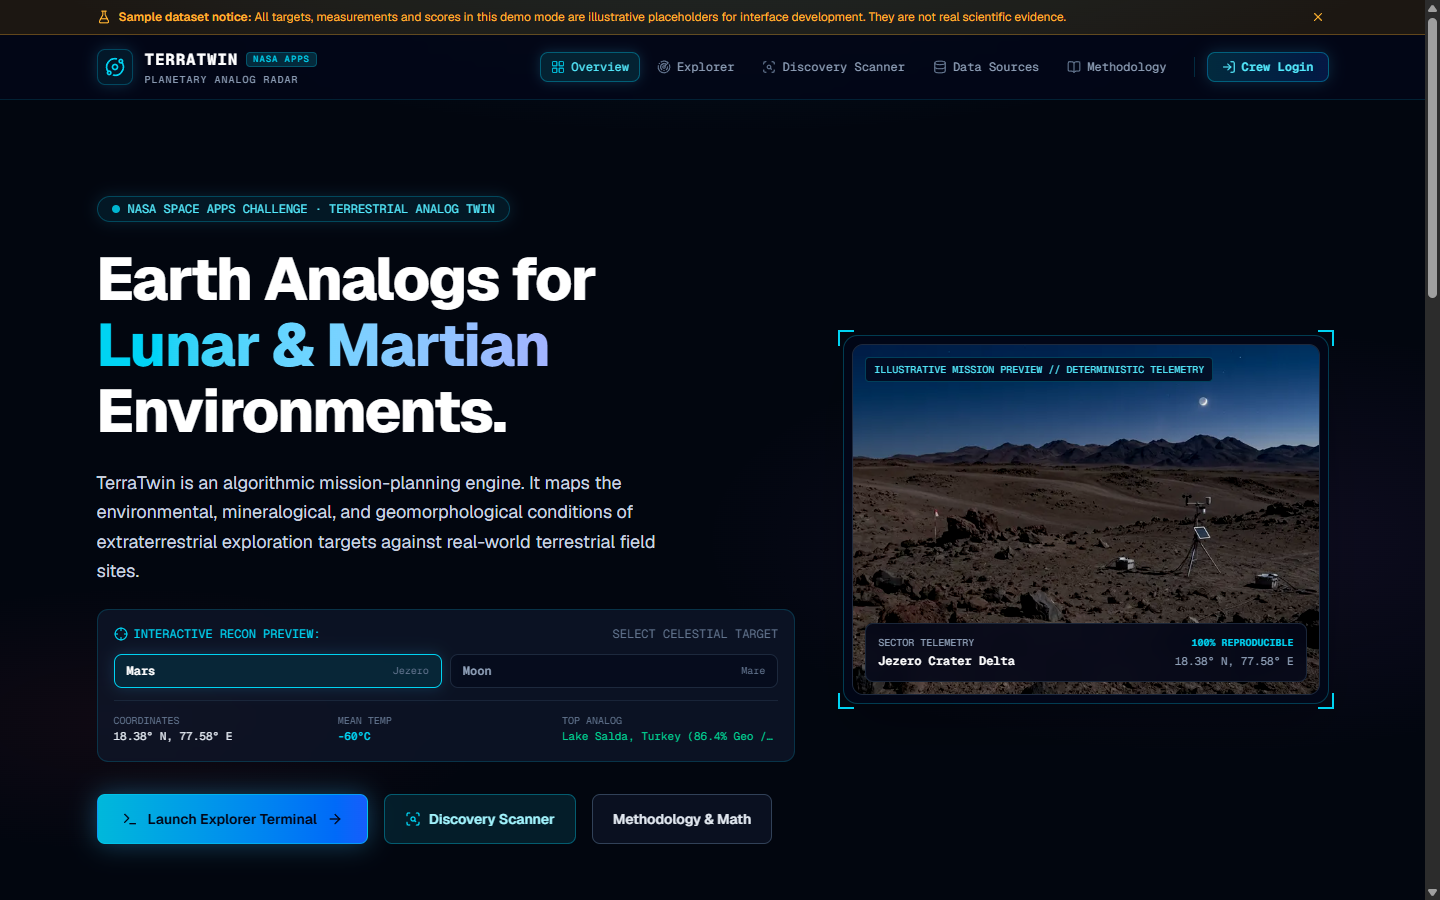 Sample dataset notice: All targets, measurements and scores in this demo mode are illustrative placeholders for interface development. They are not real scientific evidence.
TERRATWIN NASA APPS
PLANETARY ANALOG RADAR
Overview Explorer Discovery Scanner Data Sources Methodology Crew Login
NASA SPACE APPS CHALLENGE · TERRESTRIAL ANALOG TWIN
Earth Analogs for
Lunar & Martian
Environments.
TerraTwin is an algorithmic mission-planning engine. It maps the
environmental, mineralogical, and geomorphological conditions of
extraterrestrial exploration targets against real-world terrestrial field
sites.
INTERACTIVE RECON PREVIEW: SELECT CELESTIAL TARGET
Mars Jezero Moon Mare
COORDINATES MEAN TEMP TOP ANALOG
18.38° N, 77.58° E -60°C Lake Salda, Turkey (86.4% Geo /…
Launch Explorer Terminal Discovery Scanner Methodology & Math
ILLUSTRATIVE MISSION PREVIEW // DETERMINISTIC TELEMETRY
SECTOR TELEMETRY 100% REPRODUCIBLE
Jezero Crater Delta 18.38° N, 77.58° E